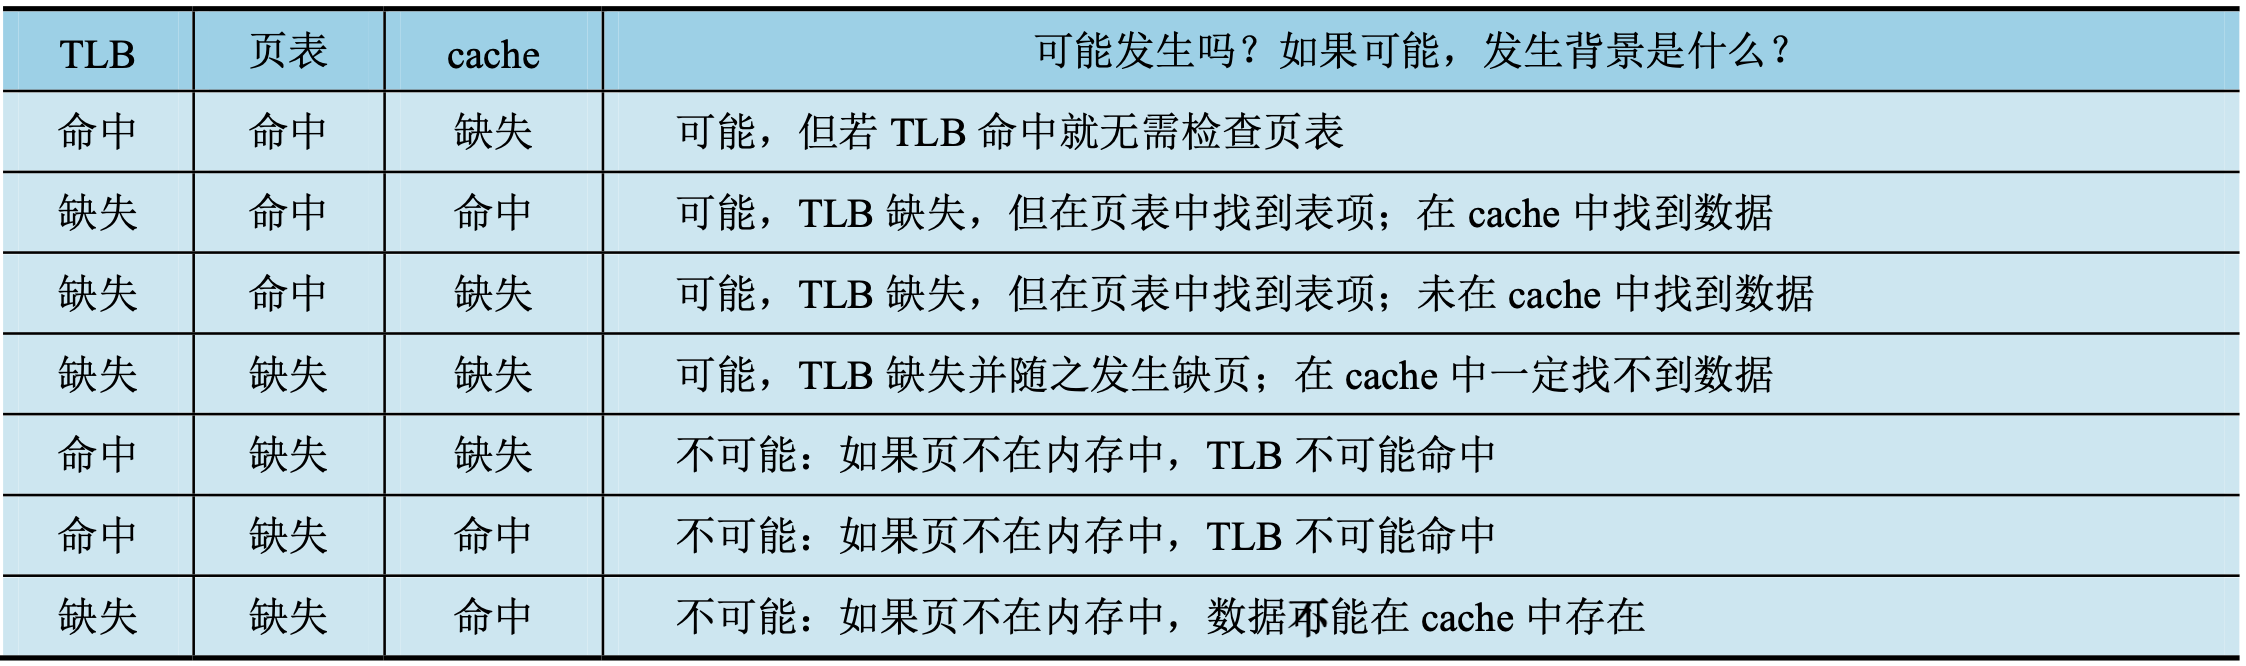 TLB 页表 cache 可能发生吗？如果可能，发生背景是什么？
命中 命中 缺失 可能，但若 TLB 命中就无需检查页表
缺失 命中 命中 可能，TLB 缺失，但在页表中找到表项；在 cache 中找到数据
缺失 命中 缺失 可能，TLB 缺失，但在页表中找到表项；未在 cache 中找到数据
缺失 缺失 缺失 可能，TLB 缺失并随之发生缺页；在 cache 中一定找不到数据
命中 缺失 缺失 不可能：如果页不在内存中，TLB 不可能命中
命中 缺失 命中 不可能：如果页不在内存中，TLB 不可能命中
缺失 缺失 命中 不可能：如果页不在内存中，数据不可能在 cache 中存在